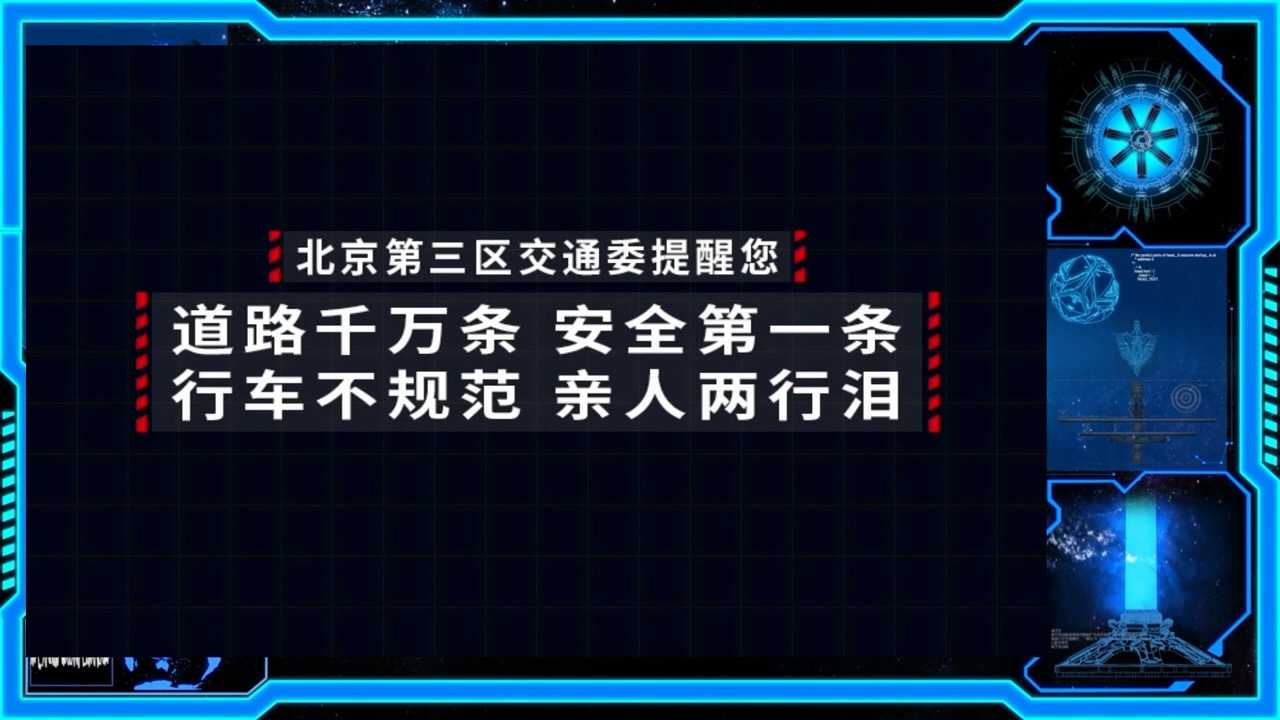 北京第三区交通委提醒您
道路千万条 安全第一条
行车不规范 亲人两行泪